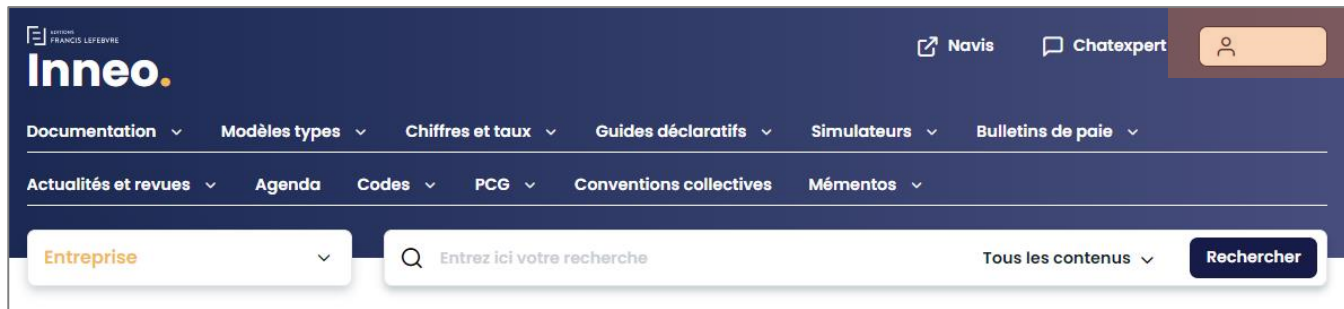 EDITIONS
FRANCIS LEFEBVRE
Inneo.
Navis Chatexpert
Documentation Modèles types Chiffres et taux Guides déclaratifs Simulateurs Bulletins de paie
Actualités et revues Agenda Codes PCG Conventions collectives Mémentos
Entreprise Entrez ici votre recherche Tous les contenus Rechercher